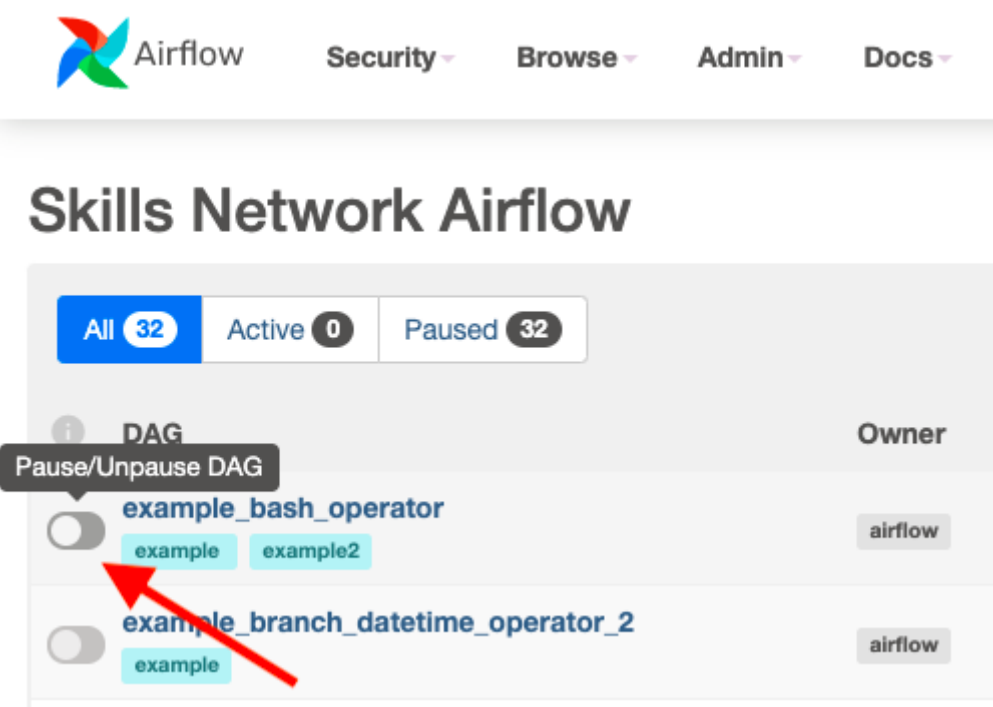 Airflow Security Browse Admin Docs
Skills Network Airflow
All 32 Active 0 Paused 32
i DAG Owner
Pause/Unpause DAG
example_bash_operator airflow
example example2
example_branch_datetime_operator_2 airflow
example